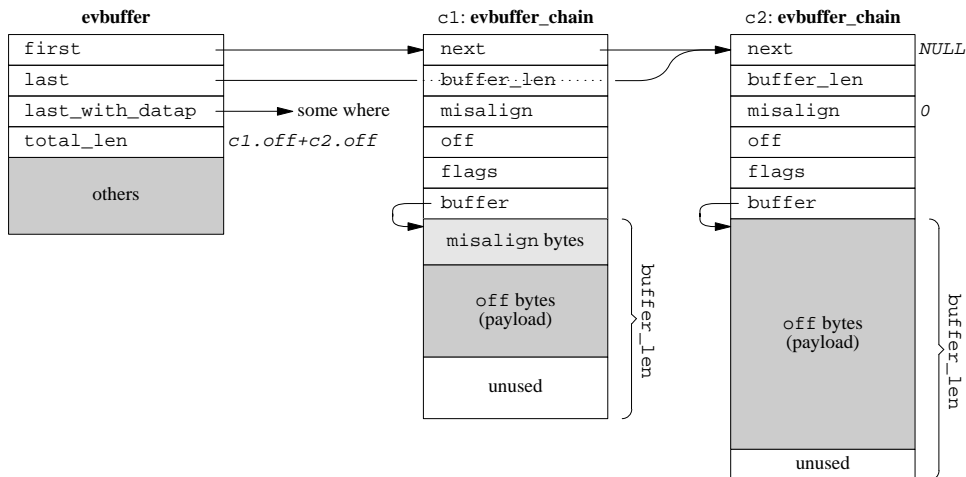 evbuffer
first
last
last_with_datap
some where
total_len
c1.off+c2.off
others
c1: evbuffer_chain
next
buffer_len
misalign
off
flags
buffer
misalign bytes
off bytes
(payload)
unused
buffer_len
c2: evbuffer_chain
next
NULL
buffer_len
misalign
0
off
flags
buffer
off bytes
(payload)
unused
buffer_len